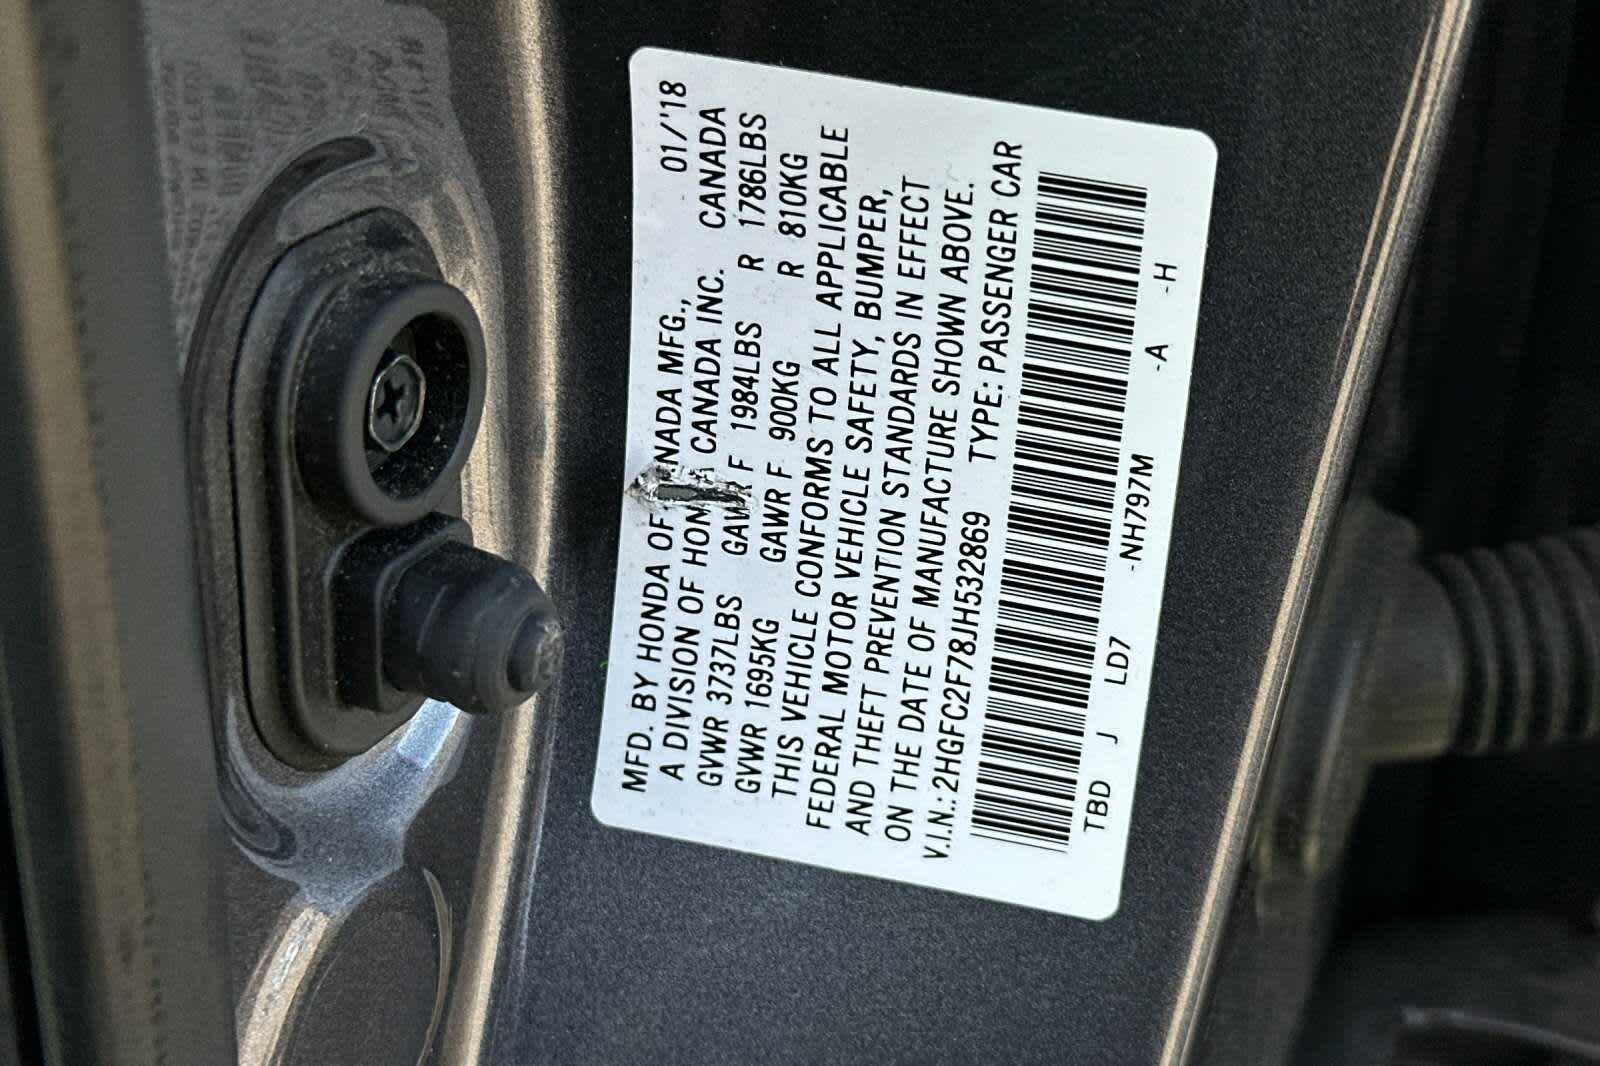 MFD. BY HONDA OF NADA MFG., 01/'18
A DIVISION OF HON CANADA INC. CANADA
GVWR 3737LBS GAWR F 1984LBS R 1786LBS
GVWR 1695KG GAWR F 900KG R 810KG
THIS VEHICLE CONFORMS TO ALL APPLICABLE
FEDERAL MOTOR VEHICLE SAFETY, BUMPER,
AND THEFT PREVENTION STANDARDS IN EFFECT
ON THE DATE OF MANUFACTURE SHOWN ABOVE.
V.I.N.: 2HGFC2F78JH532869 TYPE: PASSENGER CAR
TBD J LD7 -NH797M -A -H